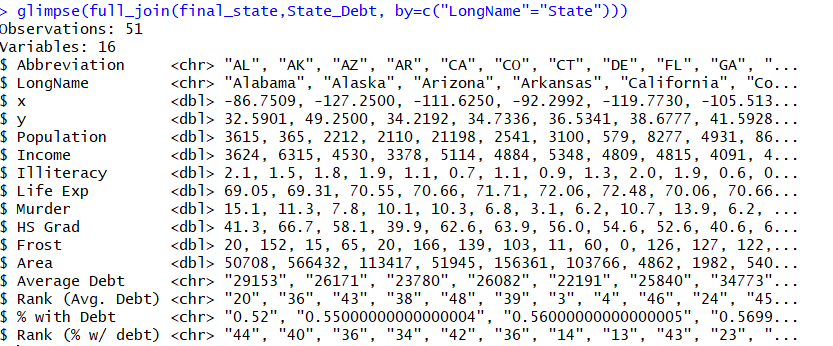 > glimpse(full_join(final_state,State_Debt, by=c("LongName"="State")))
Observations: 51
Variables: 16
$ Abbreviation       <chr> "AL", "AK", "AZ", "AR", "CA", "CO", "CT", "DE", "FL", "GA", "...
$ LongName           <chr> "Alabama", "Alaska", "Arizona", "Arkansas", "California", "Co...
$ x                  <dbl> -86.7509, -127.2500, -111.6250, -92.2992, -119.7730, -105.513...
$ y                  <dbl> 32.5901, 49.2500, 34.2192, 34.7336, 36.5341, 38.6777, 41.5928...
$ Population         <dbl> 3615, 365, 2212, 2110, 21198, 2541, 3100, 579, 8277, 4931, 86...
$ Income             <dbl> 3624, 6315, 4530, 3378, 5114, 4884, 5348, 4809, 4815, 4091, 4...
$ Illiteracy         <dbl> 2.1, 1.5, 1.8, 1.9, 1.1, 0.7, 1.1, 0.9, 1.3, 2.0, 1.9, 0.6, 0...
$ Life Exp           <dbl> 69.05, 69.31, 70.55, 70.66, 71.71, 72.06, 72.48, 70.06, 70.66...
$ Murder             <dbl> 15.1, 11.3, 7.8, 10.1, 10.3, 6.8, 3.1, 6.2, 10.7, 13.9, 6.2, ...
$ HS Grad            <dbl> 41.3, 66.7, 58.1, 39.9, 62.6, 63.9, 56.0, 54.6, 52.6, 40.6, 6...
$ Frost              <dbl> 20, 152, 15, 65, 20, 166, 139, 103, 11, 60, 0, 126, 127, 122,...
$ Area               <dbl> 50708, 566432, 113417, 51945, 156361, 103766, 4862, 1982, 540...
$ Average Debt       <chr> "29153", "26171", "23780", "26082", "22191", "25840", "34773"...
$ Rank (Avg. Debt)   <chr> "20", "36", "43", "38", "48", "39", "3", "4", "46", "24", "45...
$ % with Debt        <chr> "0.52", "0.55000000000000004", "0.56000000000000005", "0.5699...
$ Rank (% w/ debt)   <chr> "44", "40", "36", "34", "42", "36", "14", "13", "43", "23", "...